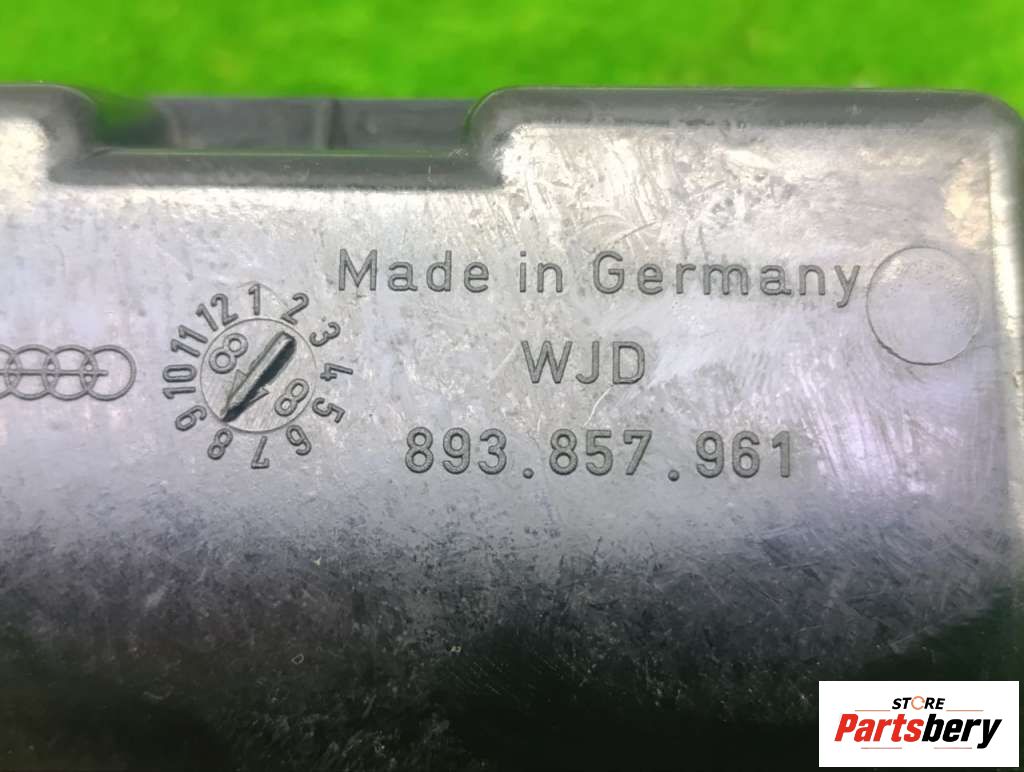 Made in Germany
WJD
893.857.961
1 2 3 4 5 6 7 8 9 10 11 12
88
STORE
Partsbery